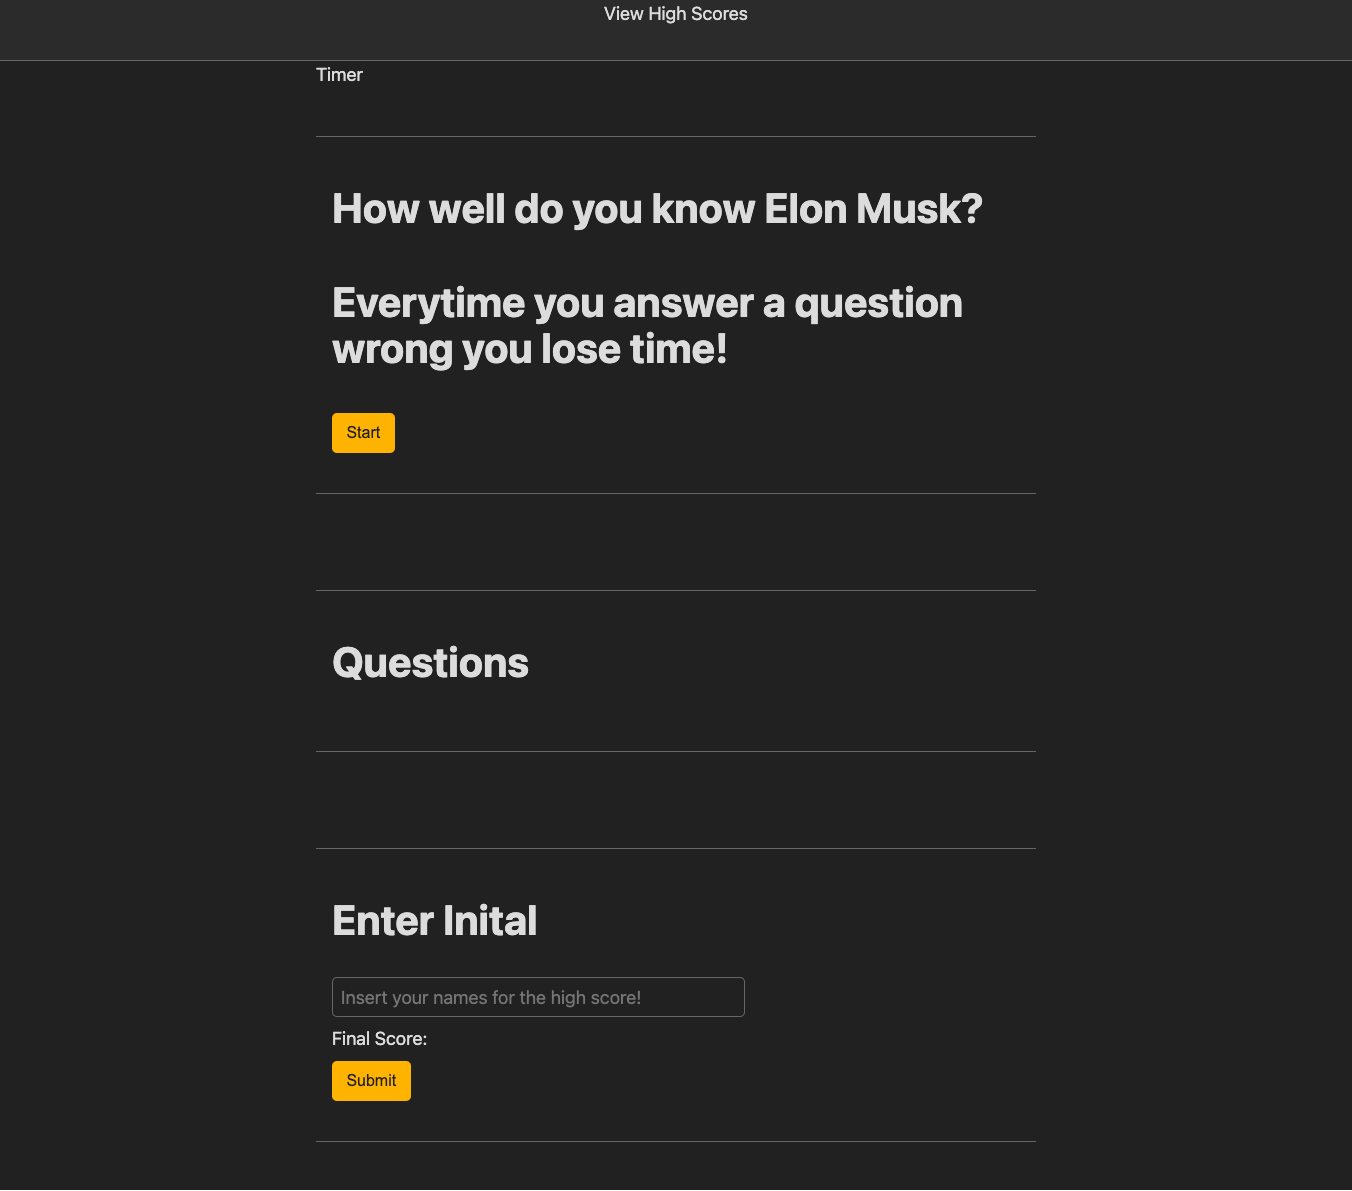 View High Scores
Timer
How well do you know Elon Musk?
Everytime you answer a question
wrong you lose time!
Start
Questions
Enter Inital
Insert your names for the high score!
Final Score:
Submit